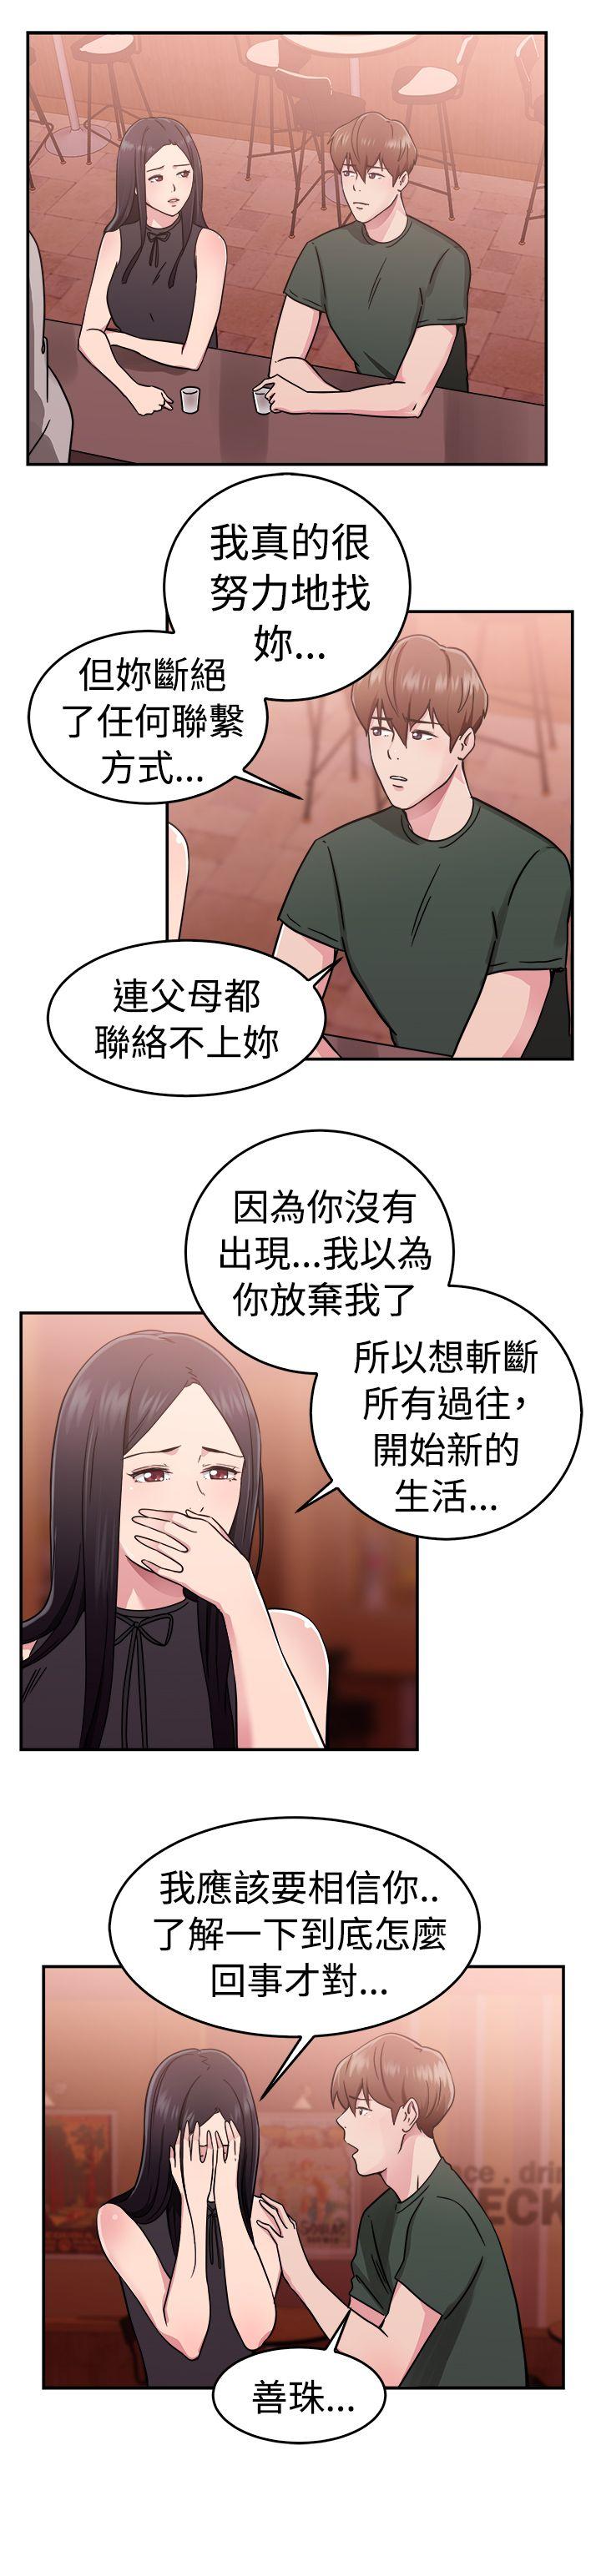 我真的很
努力地找
妳...
但妳斷絕
了任何聯繫
方式...
連父母都
聯絡不上妳
因為你沒有
出現...我以為
你放棄我了
所以想斬斷
所有過往，
開始新的
生活...
我應該要相信你..
了解一下到底怎麼
回事才對...
nce . drin
ECK
善珠...